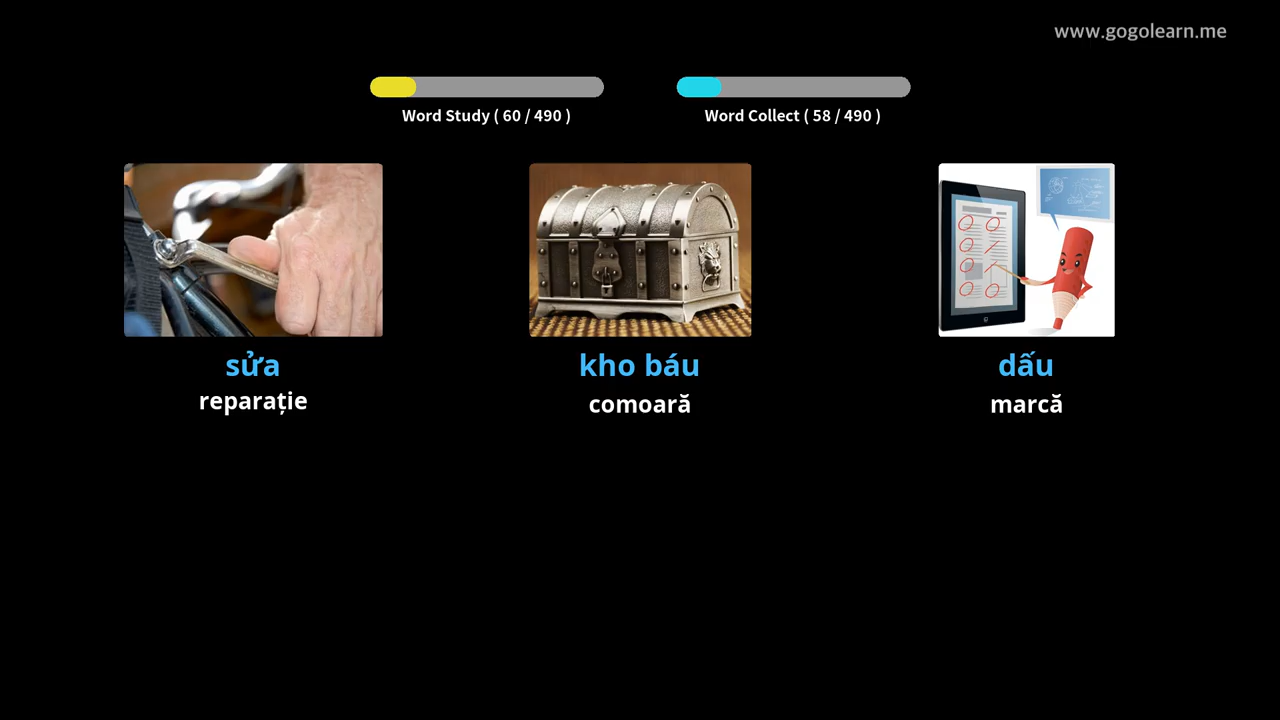 www.gogolearn.me
Word Study ( 60 / 490 )
Word Collect ( 58 / 490 )
sửa
reparație
kho báu
comoară
dấu
marcă